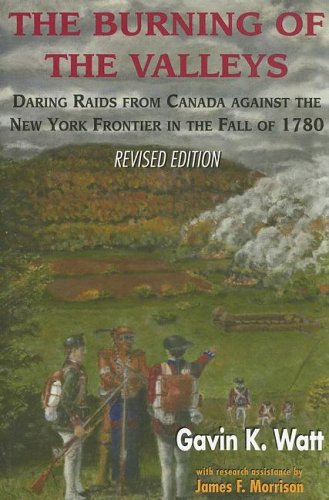 THE BURNING OF
THE VALLEYS
DARING RAIDS FROM CANADA AGAINST THE
NEW YORK FRONTIER IN THE FALL OF 1780
REVISED EDITION
Gavin K. Watt
with research assistance by
James F. Morrison